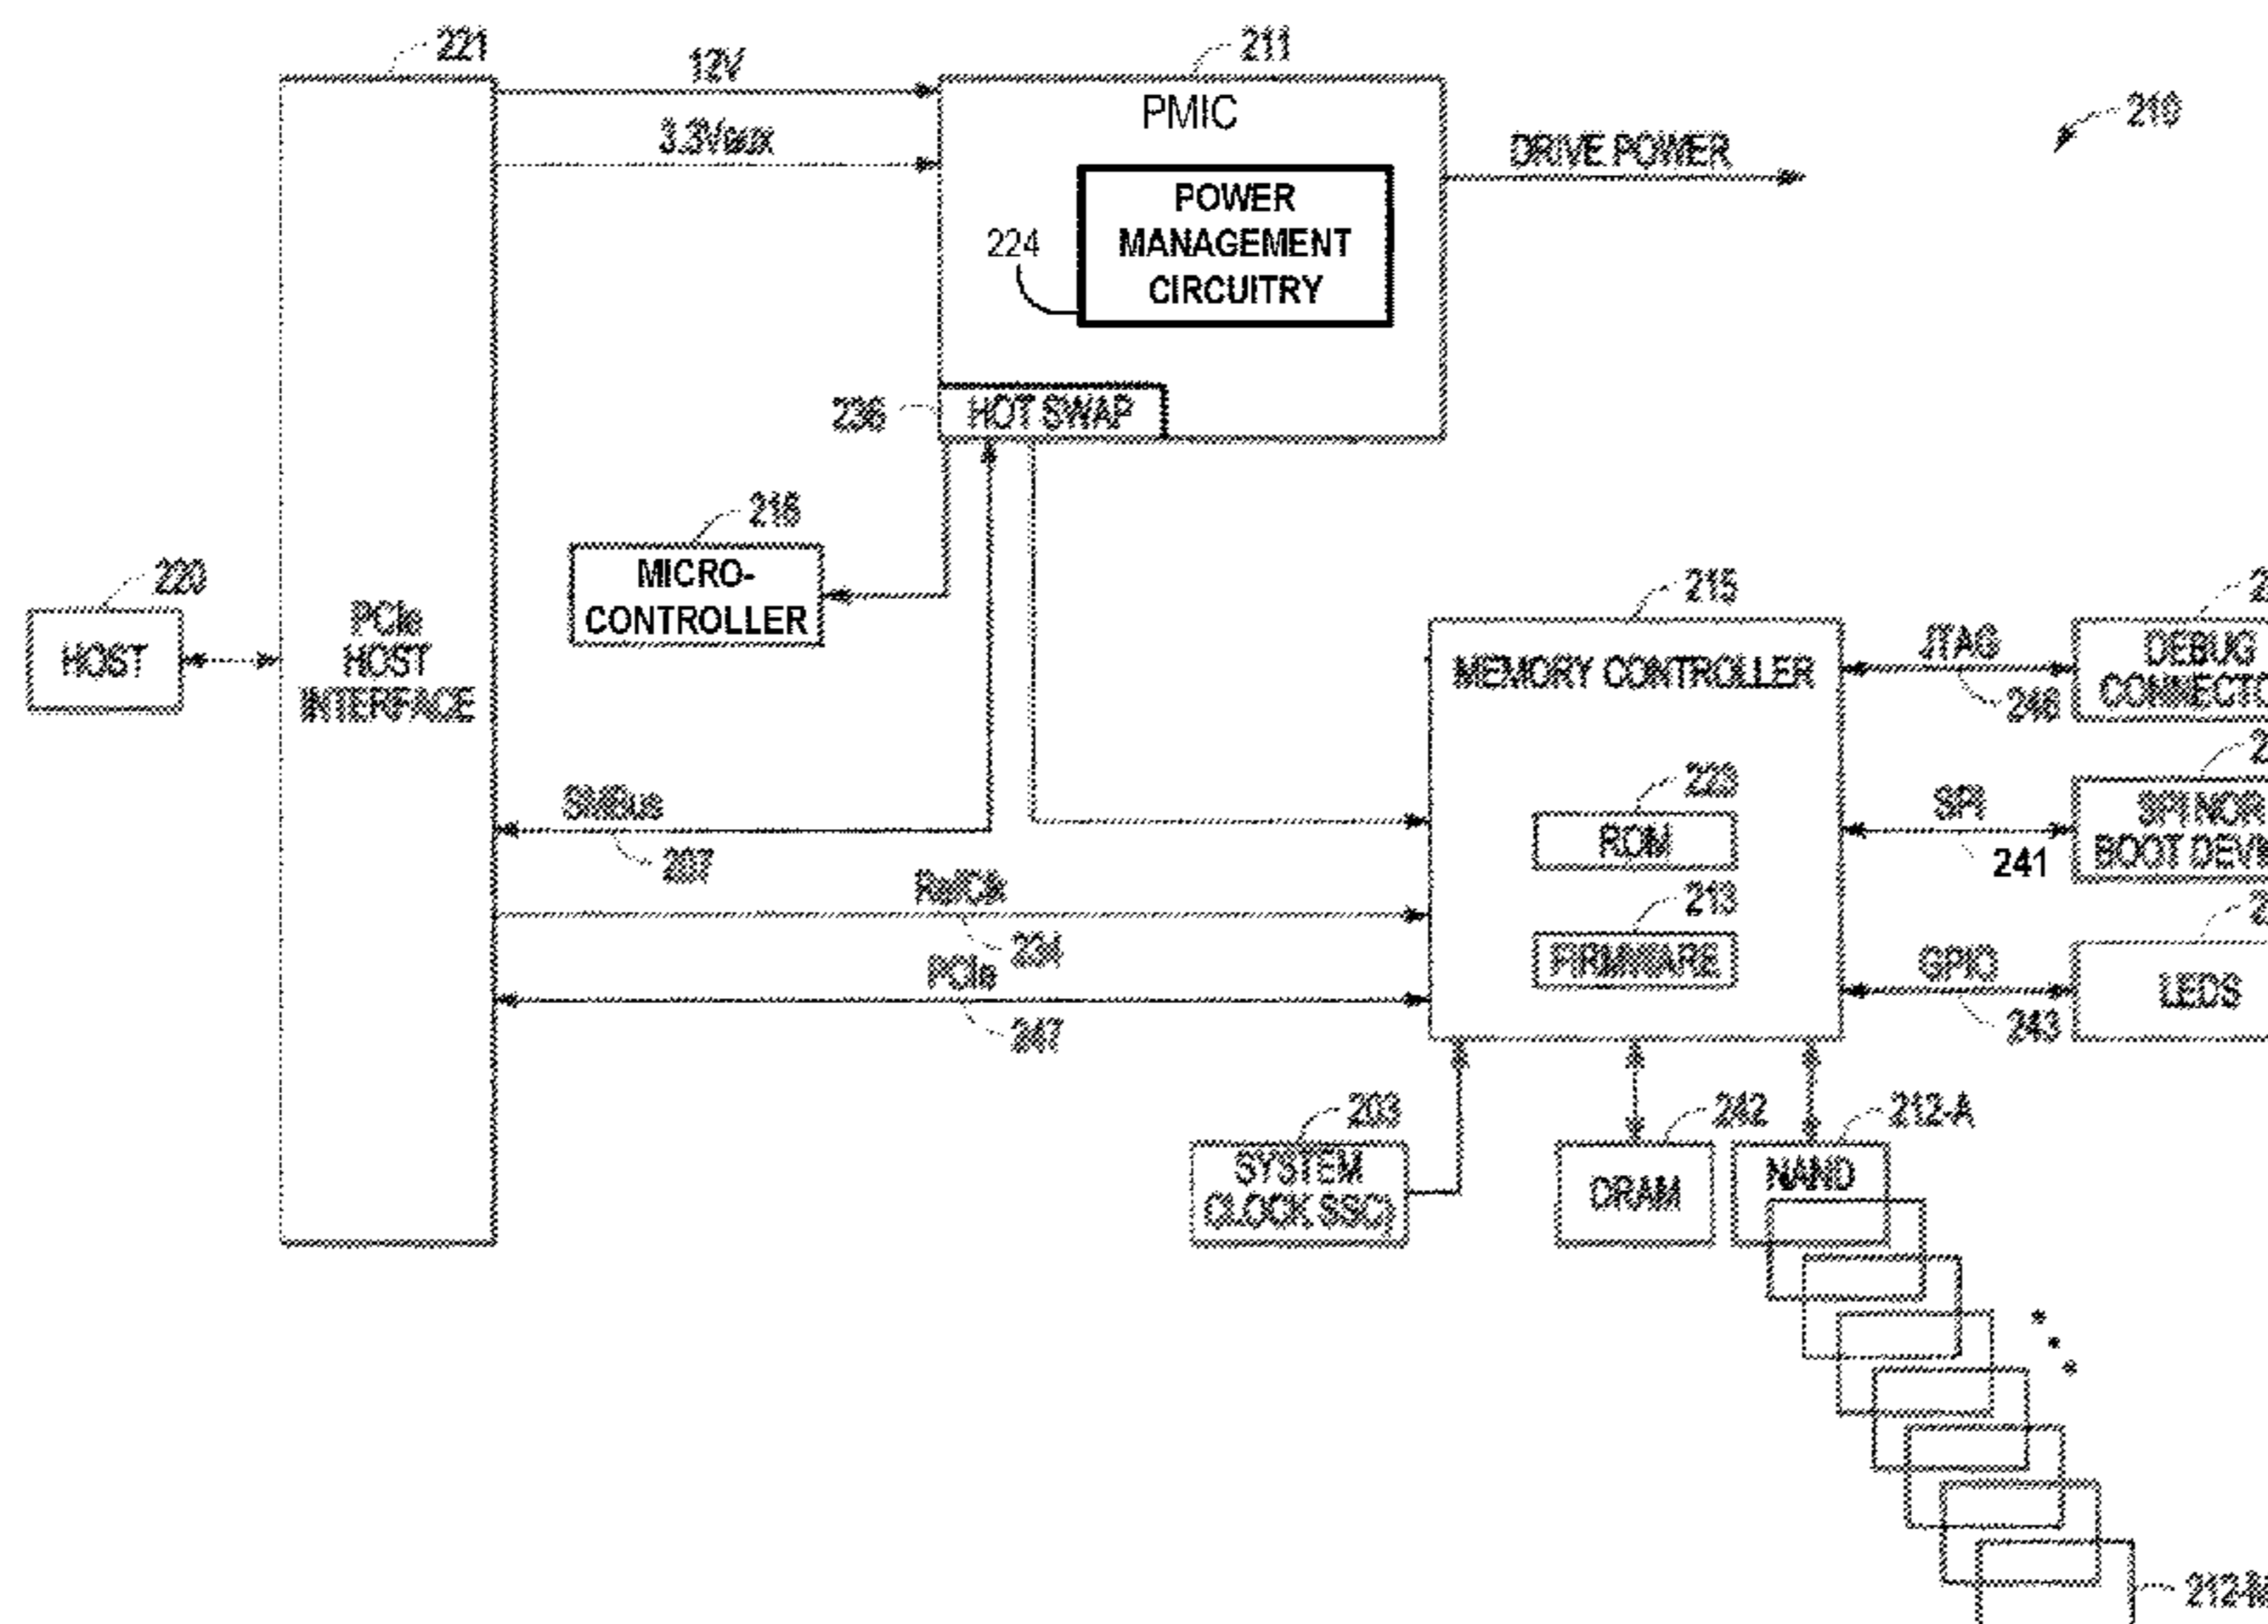 221
12V
211
PMIC
210
3.3Vaux
DRIVE POWER
POWER
MANAGEMENT
CIRCUITRY
224
236
HOT SWAP
216
MICRO-
CONTROLLER
220
HOST
PCIe
HOST
INTERFACE
215
MEMORY CONTROLLER
JTAG
246
DEBUG
223
ROM
SPI
241
SPI NOR
BOOT
SMBus
207
RefClk
234
213
FIRMWARE
GPIO
243
LEDS
PCIe
247
203
SYSTEM
CLOCK SSC)
242
DRAM
212-A
NAND